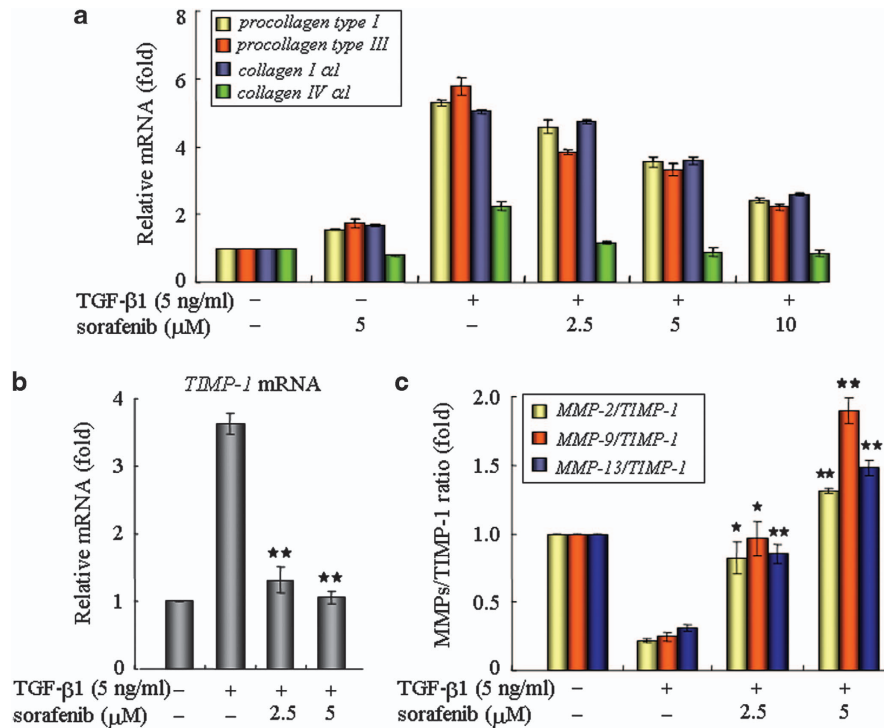 a
8
6
4
2
0
Relative mRNA (fold)
procollagen type I
procollagen type III
collagen I α1
collagen IV α1
TGF-β1 (5 ng/ml) – – + + + +
sorafenib (μM) – 5 – 2.5 5 10
b
TIMP-1 mRNA
4
3
2
1
0
Relative mRNA (fold)
★★ ★★
TGF-β1 (5 ng/ml) – + + +
sorafenib (μM) – – 2.5 5
c
2.0
1.5
1.0
0.5
0
MMPs/TIMP-1 ratio (fold)
MMP-2/TIMP-1
MMP-9/TIMP-1
MMP-13/TIMP-1
★ ★ ★★ ★★ ★★ ★★
TGF-β1 (5 ng/ml) – + + +
sorafenib (μM) – – 2.5 5